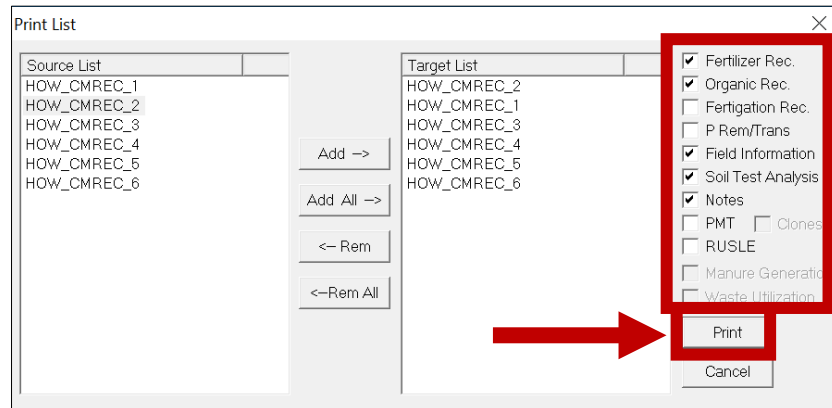 Print List
Source List
HOW_CMREC_1
HOW_CMREC_2
HOW_CMREC_3
HOW_CMREC_4
HOW_CMREC_5
HOW_CMREC_6
Add ->
Add All ->
<- Rem
<-Rem All
Target List
HOW_CMREC_2
HOW_CMREC_1
HOW_CMREC_3
HOW_CMREC_4
HOW_CMREC_5
HOW_CMREC_6
Fertilizer Rec.
Organic Rec.
Fertigation Rec.
P Rem/Trans
Field Information
Soil Test Analysis
Notes
PMT Clones
RUSLE
Manure Generatio
Waste Utilization
Print
Cancel